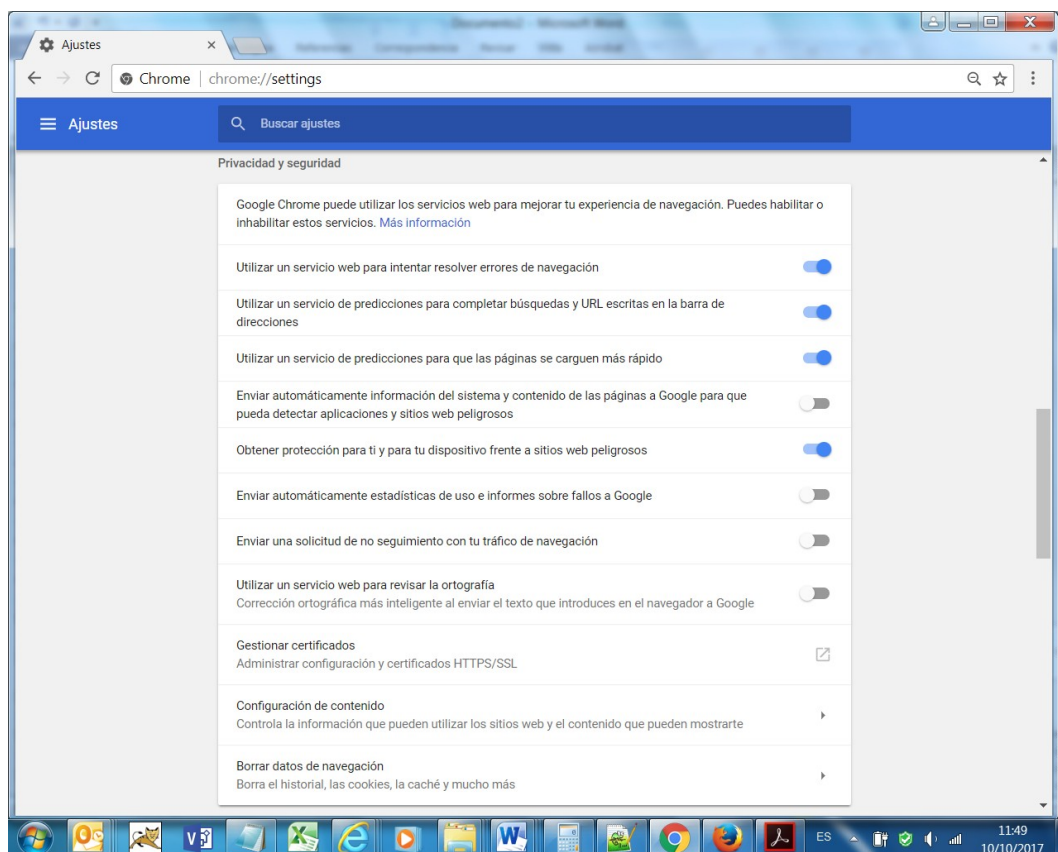 Documento2 - Microsoft Word
Ajustes
Referencias Correspondencia Revisar Vista Acrobat
Chrome | chrome://settings
Ajustes
Buscar ajustes
Privacidad y seguridad
Google Chrome puede utilizar los servicios web para mejorar tu experiencia de navegación. Puedes habilitar o
inhabilitar estos servicios. Más información
Utilizar un servicio web para intentar resolver errores de navegación
Utilizar un servicio de predicciones para completar búsquedas y URL escritas en la barra de
direcciones
Utilizar un servicio de predicciones para que las páginas se carguen más rápido
Enviar automáticamente información del sistema y contenido de las páginas a Google para que
pueda detectar aplicaciones y sitios web peligrosos
Obtener protección para ti y para tu dispositivo frente a sitios web peligrosos
Enviar automáticamente estadísticas de uso e informes sobre fallos a Google
Enviar una solicitud de no seguimiento con tu tráfico de navegación
Utilizar un servicio web para revisar la ortografía
Corrección ortográfica más inteligente al enviar el texto que introduces en el navegador a Google
Gestionar certificados
Administrar configuración y certificados HTTPS/SSL
Configuración de contenido
Controla la información que pueden utilizar los sitios web y el contenido que pueden mostrarte
Borrar datos de navegación
Borra el historial, las cookies, la caché y mucho más
ES
11:49
10/10/2017